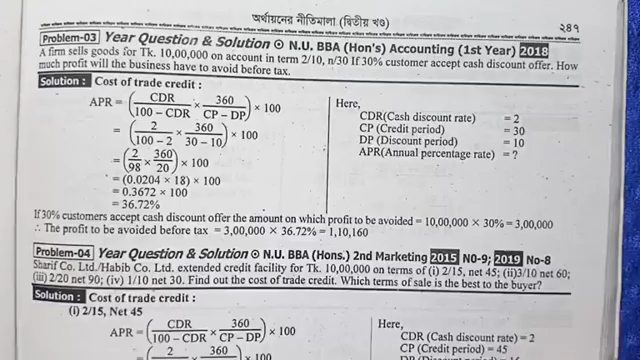 অর্থায়নের নীতিমালা (দ্বিতীয় খণ্ড)
২৪৭
Problem-03 Year Question & Solution ⊙ N.U. BBA (Hon's) Accounting (1st Year) 2018
A firm sells goods for Tk. 10,00,000 on account in term 2/10, n/30 If 30% customer accept cash discount offer. How
much profit will the business have to avoid before tax.
Solution : Cost of trade credit :
APR = (CDR/(100 – CDR) × 360/(CP – DP)) × 100
= (2/(100 – 2) × 360/(30 – 10)) × 100
= (2/98 × 360/20) × 100
= (0.0204 × 18) × 100
= 0.3672 × 100
= 36.72%
Here,
CDR(Cash discount rate) = 2
CP (Credit period) = 30
DP (Discount period) = 10
APR(Annual percentage rate) = ?
If 30% customers accept cash discount offer the amount on which profit to be avoided = 10,00,000 × 30% = 3,00,000
∴ The profit to be avoided before tax = 3,00,000 × 36.72% = 1,10,160
Problem-04 Year Question & Solution ⊙ N.U. BBA (Hons.) 2nd Marketing 2015 N0-9; 2019 No-8
Sharif Co. Ltd./Habib Co. Ltd. extended credit facility for Tk. 10,00,000 on terms of (i) 2/15, net 45; (ii)3/10 net 60;
(iii) 2/20 net 90; (iv) 1/10 net 30. Find out the cost of trade credit. Which terms of sale is the best to the buyer?
Solution : Cost of trade credit :
(i) 2/15, Net 45
APR = (CDR/(100 – CDR) × 360/(CP – DP)) × 100
2 360 × 100
Here,
CDR (Cash discount rate) = 2
CP (Credit period) = 45